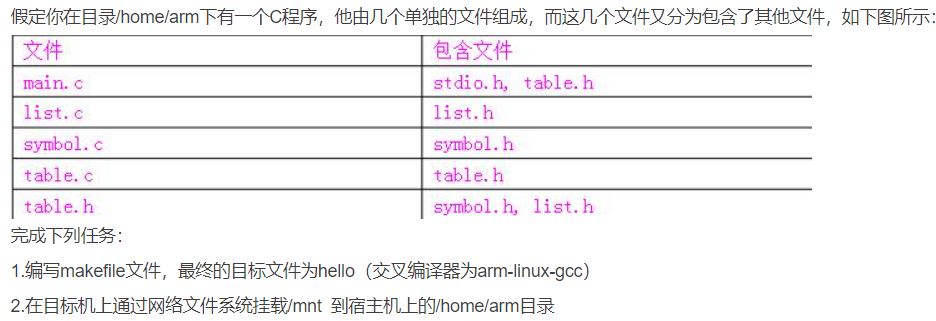 假定你在目录/home/arm下有一个C程序，他由几个单独的文件组成，而这几个文件又分为包含了其他文件，如下图所示：
文件 包含文件
main.c stdio.h, table.h
list.c list.h
symbol.c symbol.h
table.c table.h
table.h symbol.h, list.h
完成下列任务：
1.编写makefile文件，最终的目标文件为hello（交叉编译器为arm-linux-gcc）
2.在目标机上通过网络文件系统挂载/mnt 到宿主机上的/home/arm目录